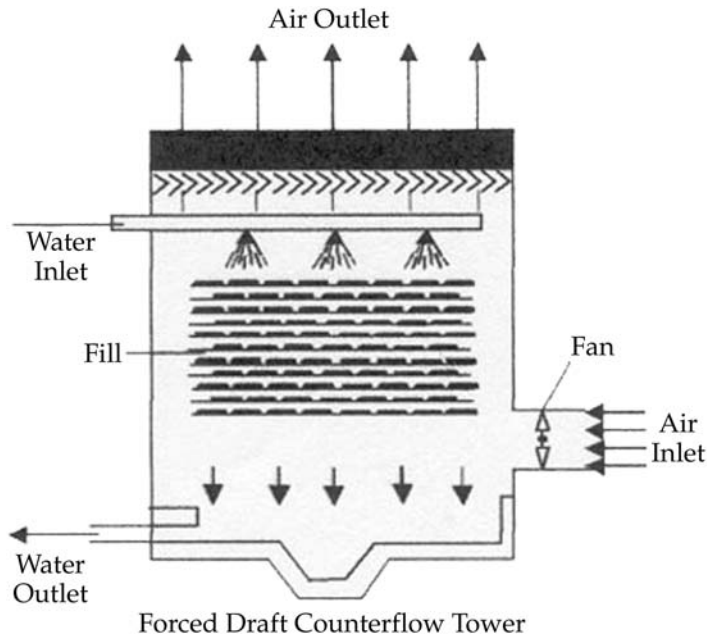 Air Outlet
Water
Inlet
Fill
Fan
Air
Inlet
Water
Outlet
Forced Draft Counterflow Tower